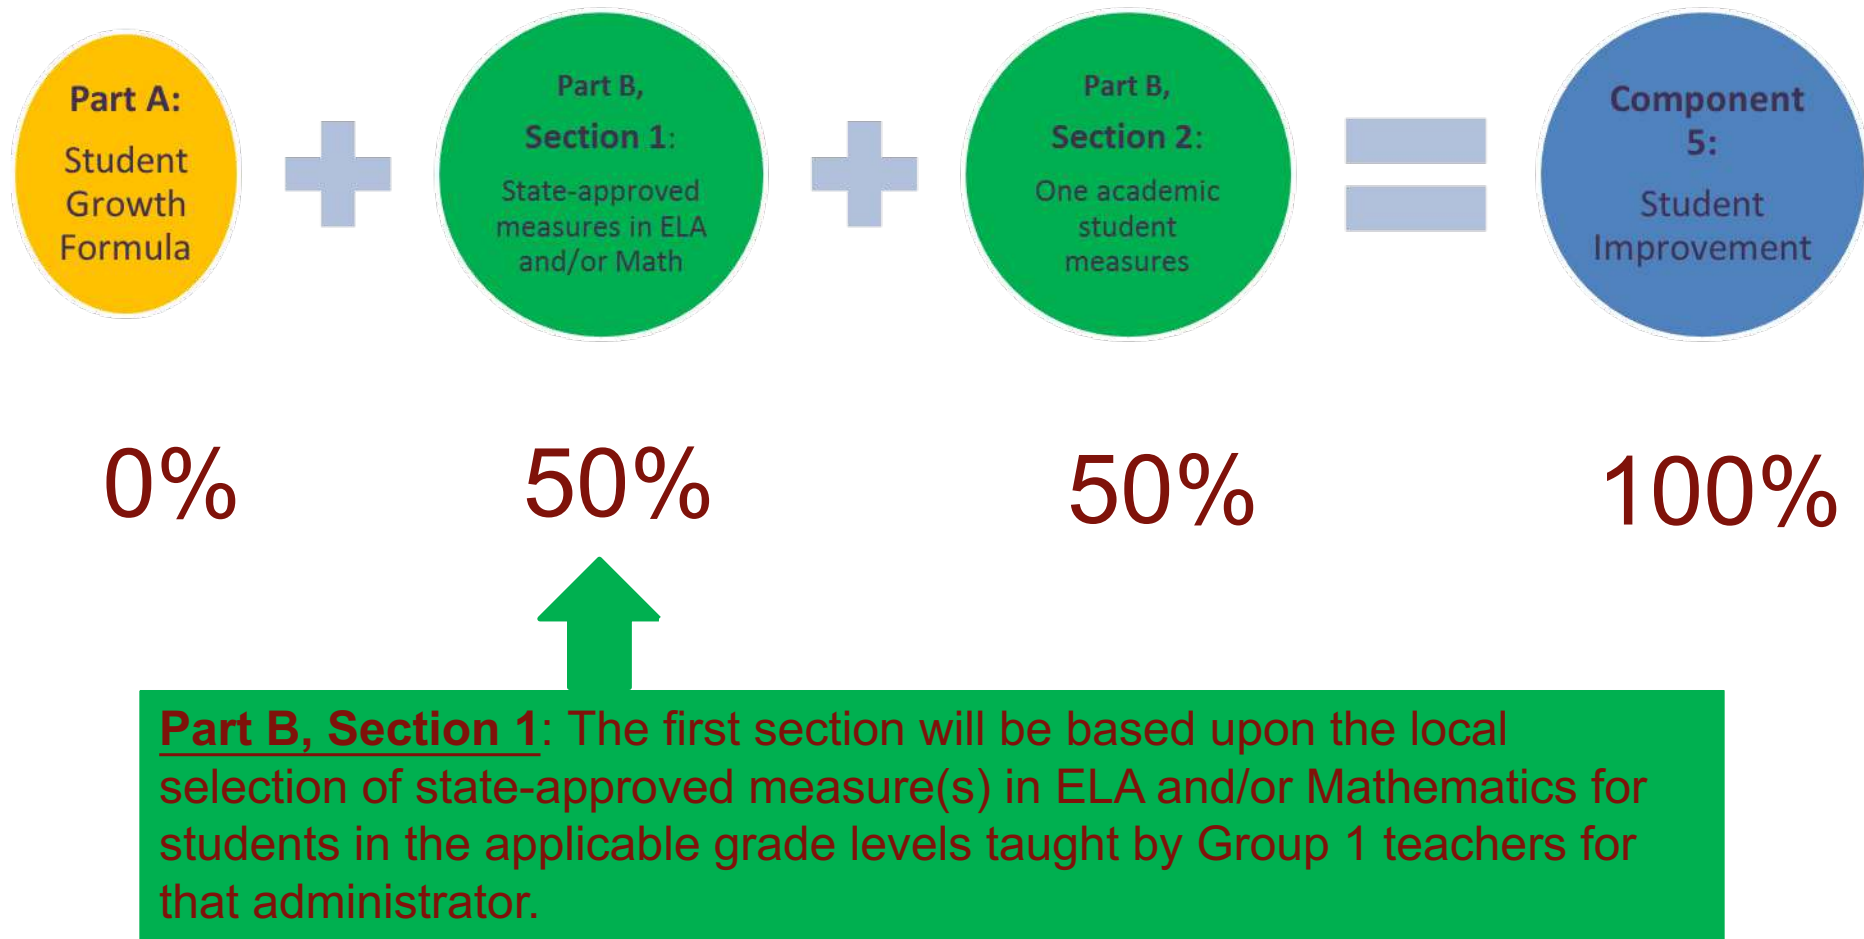 Part A:
Student
Growth
Formula
Part B,
Section 1:
State-approved
measures in ELA
and/or Math
Part B,
Section 2:
One academic
student
measures
Component
5:
Student
Improvement
0%
50%
50%
100%
Part B, Section 1: The first section will be based upon the local
selection of state-approved measure(s) in ELA and/or Mathematics for
students in the applicable grade levels taught by Group 1 teachers for
that administrator.